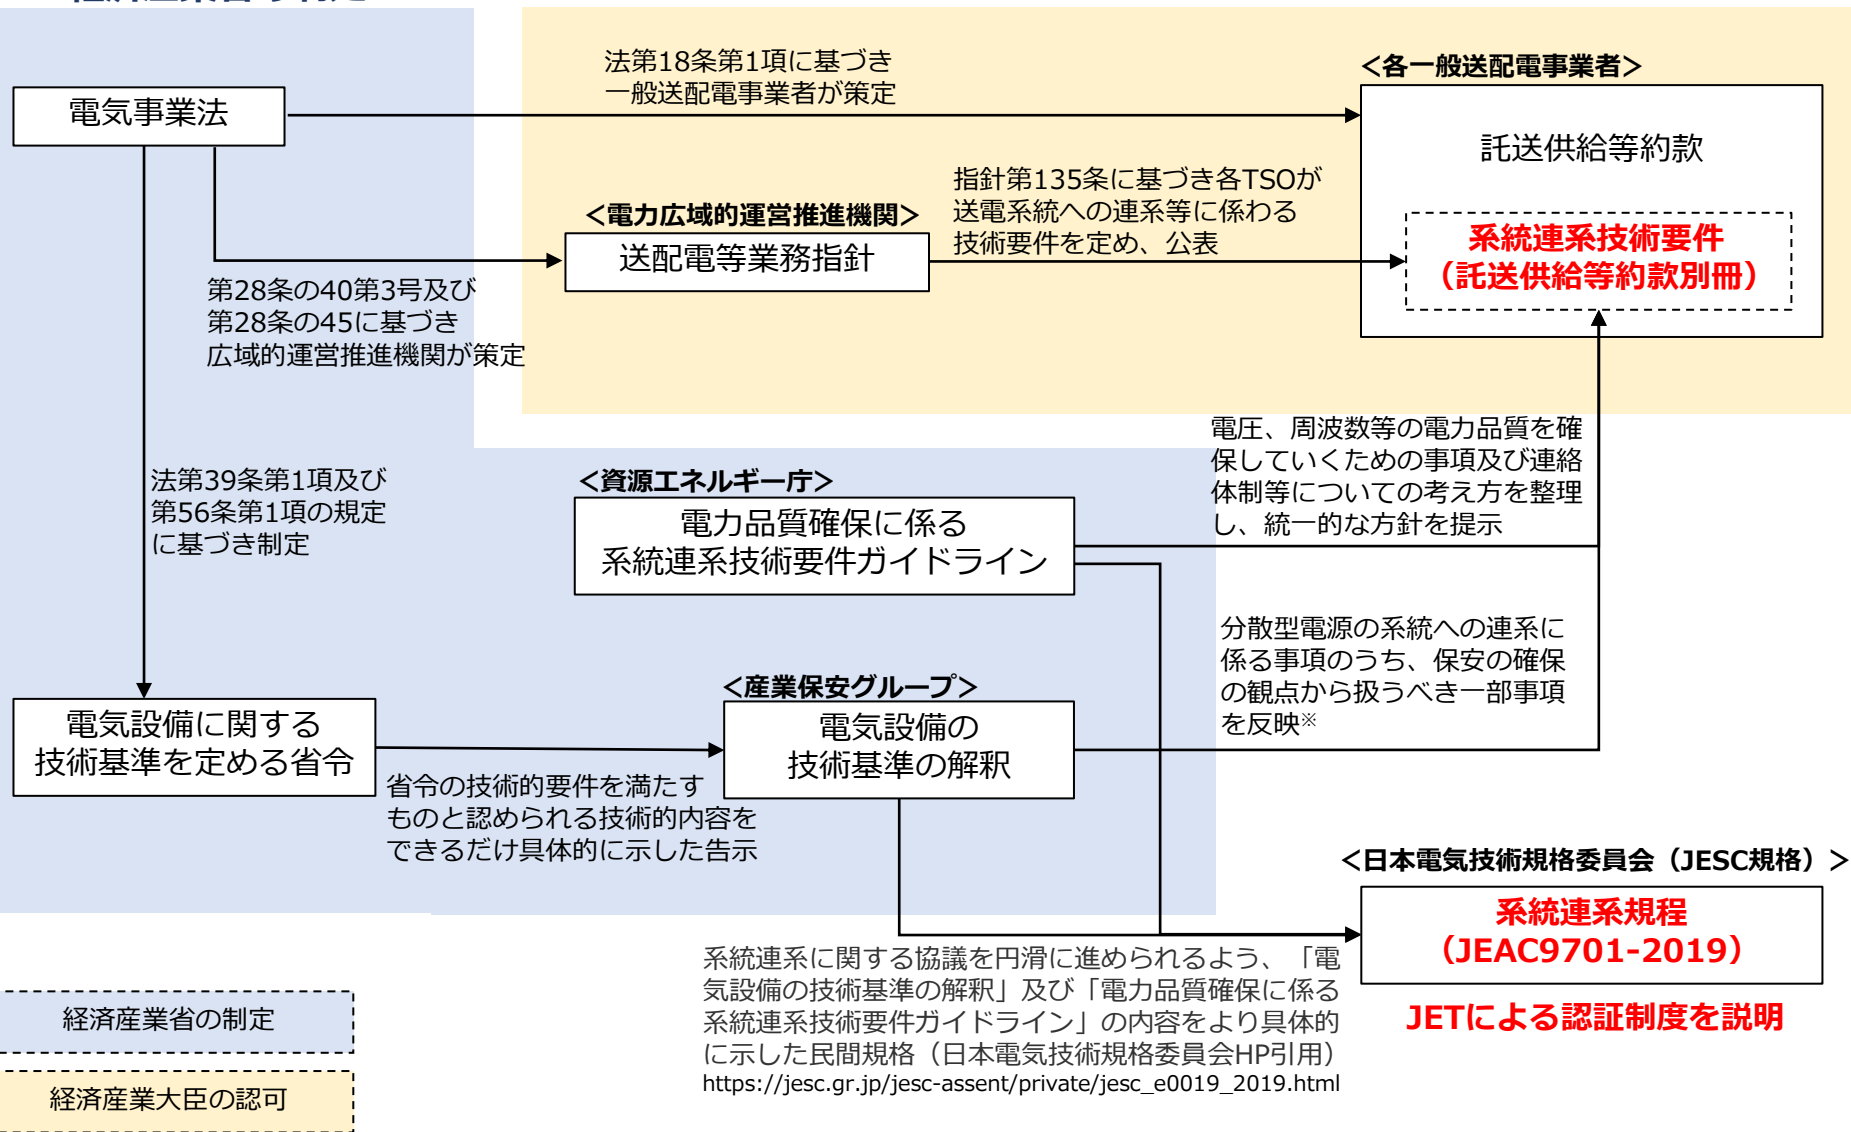 法第18条第1項に基づき
一般送配電事業者が策定
<各一般送配電事業者>
電気事業法
託送供給等約款
指針第135条に基づき各TSOが
送電系統への連系等に係わる
技術要件を定め、公表
<電力広域的運営推進機関>
送配電等業務指針
系統連系技術要件
（託送供給等約款別冊）
第28条の40第3号及び
第28条の45に基づき
広域的運営推進機関が策定
電圧、周波数等の電力品質を確
保していくための事項及び連絡
体制等についての考え方を整理
し、統一的な方針を提示
法第39条第1項及び
第56条第1項の規定
に基づき制定
<資源エネルギー庁>
電力品質確保に係る
系統連系技術要件ガイドライン
分散型電源の系統への連系に
係る事項のうち、保安の確保
の観点から扱うべき一部事項
を反映※
<産業保安グループ>
電気設備に関する
技術基準を定める省令
電気設備の
技術基準の解釈
省令の技術的要件を満たす
ものと認められる技術的内容を
できるだけ具体的に示した告示
<日本電気技術規格委員会（JESC規格）>
系統連系規程
（JEAC9701-2019）
系統連系に関する協議を円滑に進められるよう、「電
気設備の技術基準の解釈」及び「電力品質確保に係る
系統連系技術要件ガイドライン」の内容をより具体的
に示した民間規格（日本電気技術規格委員会HP引用）
https://jesc.gr.jp/jesc-assent/private/jesc_e0019_2019.html
JETによる認証制度を説明
経済産業省の制定
経済産業大臣の認可